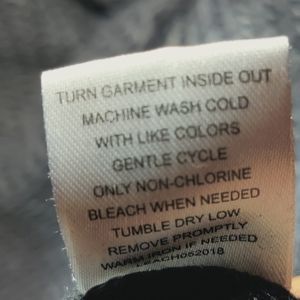 TURN GARMENT INSIDE OUT
MACHINE WASH COLD
WITH LIKE COLORS
GENTLE CYCLE
ONLY NON-CHLORINE
BLEACH WHEN NEEDED
TUMBLE DRY LOW
REMOVE PROMPTLY
WARM IRON IF NEEDED